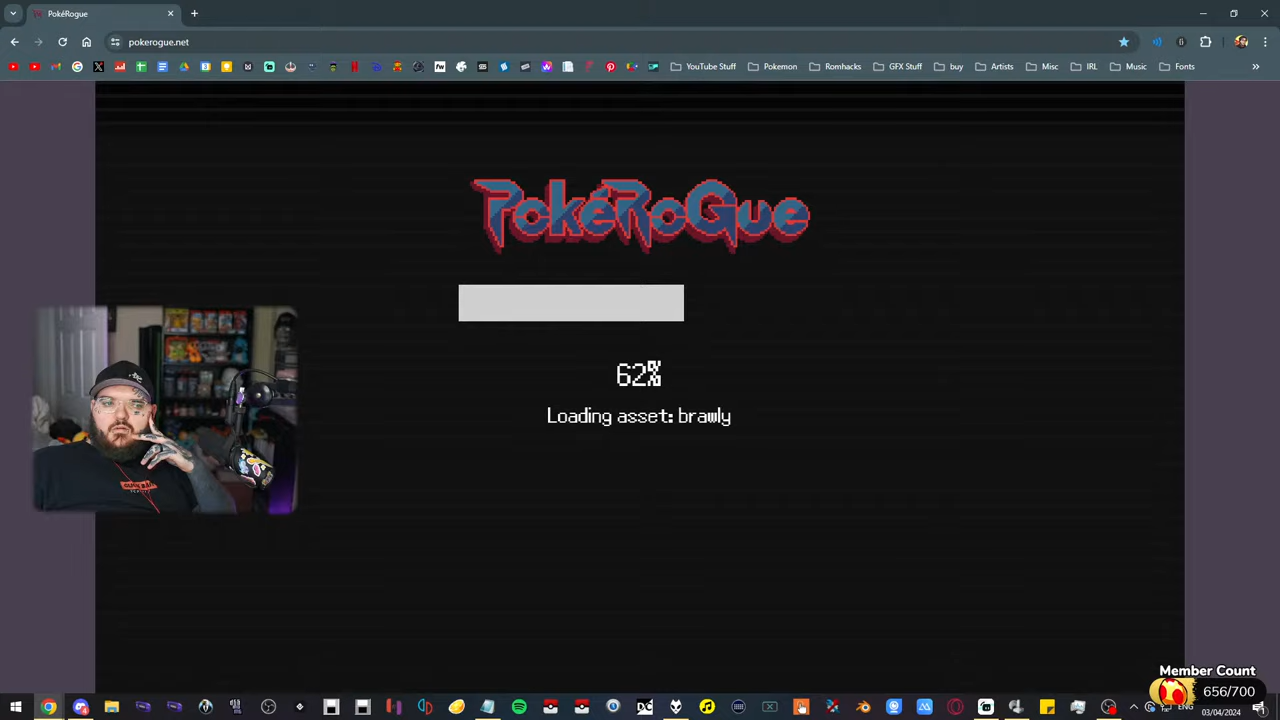 PokéRogue
pokerogue.net
YouTube Stuff
Pokemon
Romhacks
GFX Stuff
buy
Artists
Misc
IRL
Music
Fonts
PokéRoGue
62%
Loading asset: brawly
Member Count
656/700
ENG
03/04/2024